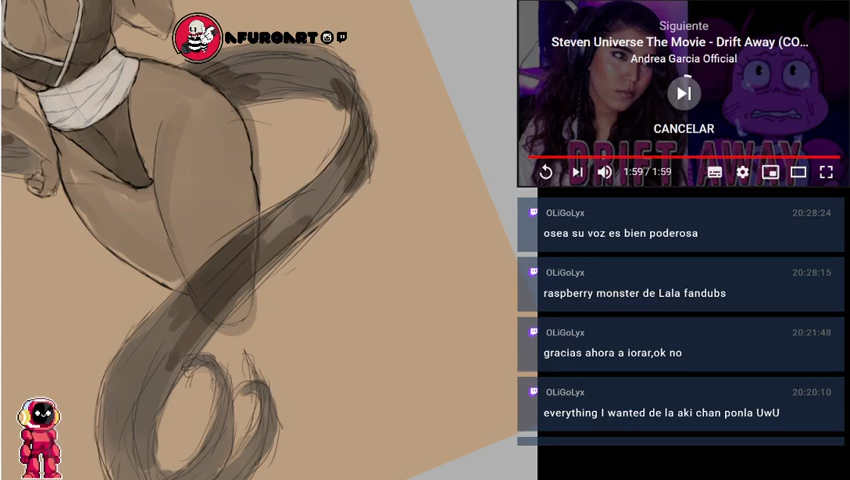 AFUROART
Siguiente
Steven Universe The Movie - Drift Away (CO...
Andrea Garcia Official
CANCELAR
DRIFT AWAY
1:59 / 1:59
OLiGoLyx 20:28:24
osea su voz es bien poderosa
OLiGoLyx 20:28:15
raspberry monster de Lala fandubs
OLiGoLyx 20:21:48
gracias ahora a iorar,ok no
OLiGoLyx 20:20:10
everything I wanted de la aki chan ponla UwU